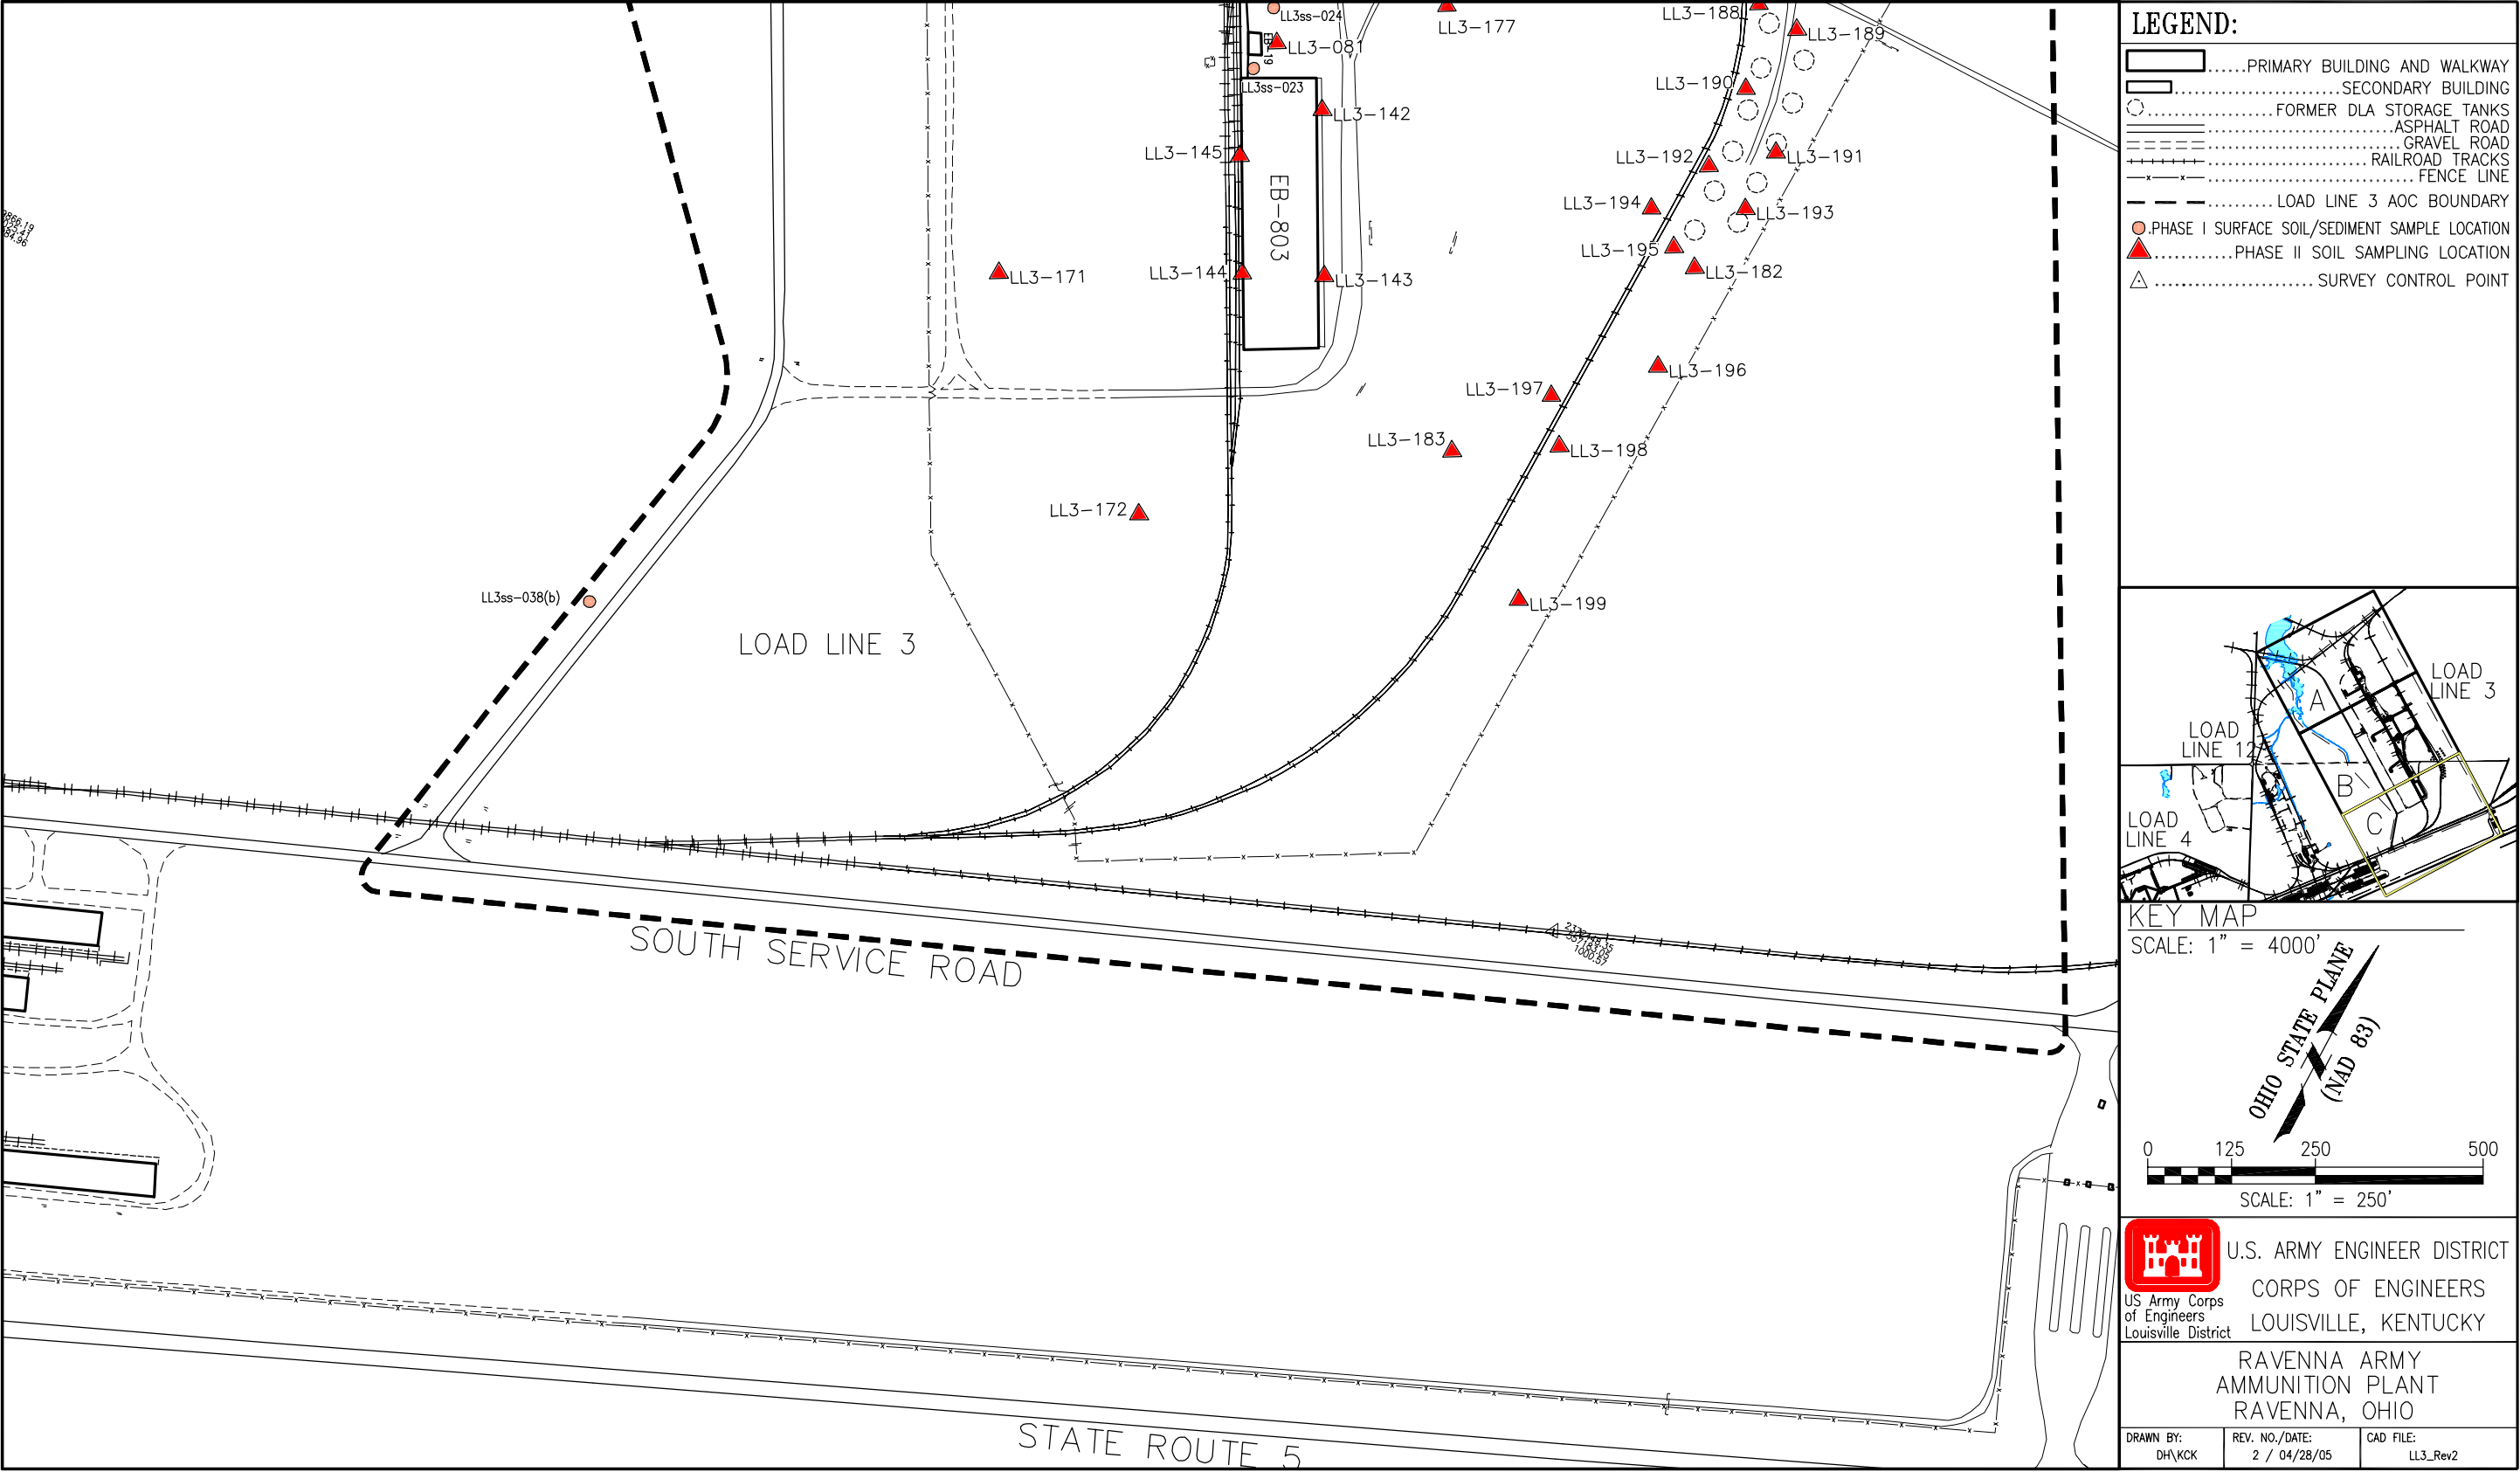 LL3ss-024
LL3-081
LL3ss-023
LL3-177
LL3-188
LL3-189
LL3-190
LL3-142
LL3-145
LL3-192
LL3-191
EB-803
LL3-194
LL3-193
LL3-195
LL3-182
LL3-171
LL3-144
LL3-143
LL3-196
LL3-197
LL3-183
LL3-198
LL3-172
LL3-199
LL3ss-038(b)
LOAD LINE 3
SOUTH SERVICE ROAD
1000.57
STATE ROUTE 5
LEGEND:
......PRIMARY BUILDING AND WALKWAY
........................SECONDARY BUILDING
..................FORMER DLA STORAGE TANKS
...........................ASPHALT ROAD
............................GRAVEL ROAD
.......................RAILROAD TRACKS
..............................FENCE LINE
..........LOAD LINE 3 AOC BOUNDARY
.PHASE I SURFACE SOIL/SEDIMENT SAMPLE LOCATION
............PHASE II SOIL SAMPLING LOCATION
.......................SURVEY CONTROL POINT
LOAD
LINE 3
A
LOAD
LINE 12
B
LOAD
LINE 4
C
KEY MAP
SCALE: 1" = 4000'
OHIO STATE PLANE
(NAD 83)
0 125 250 500
SCALE: 1" = 250'
U.S. ARMY ENGINEER DISTRICT
CORPS OF ENGINEERS
LOUISVILLE, KENTUCKY
US Army Corps
of Engineers
Louisville District
RAVENNA ARMY
AMMUNITION PLANT
RAVENNA, OHIO
DRAWN BY: REV. NO./DATE: CAD FILE:
DH\KCK 2 / 04/28/05 LL3_Rev2